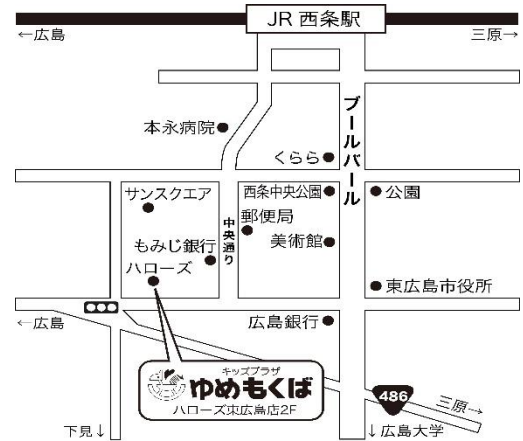 JR 西条駅
←広島
三原→
ブールバール
本永病院
くらら
サンスクエア
西条中央公園
公園
中央通り
郵便局
もみじ銀行
美術館
ハローズ
東広島市役所
←広島
広島銀行
キッズプラザ
ゆめもくば
ハローズ東広島店2F
486
三原→
下見↓
↓広島大学